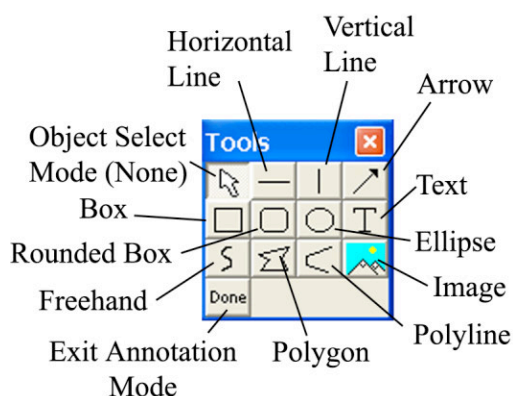 Horizontal
Line
Vertical
Line
Arrow
Object Select
Mode (None)
Tools
Text
Box
T
Rounded Box
Ellipse
Freehand
Image
Done
Polyline
Exit Annotation
Mode
Polygon